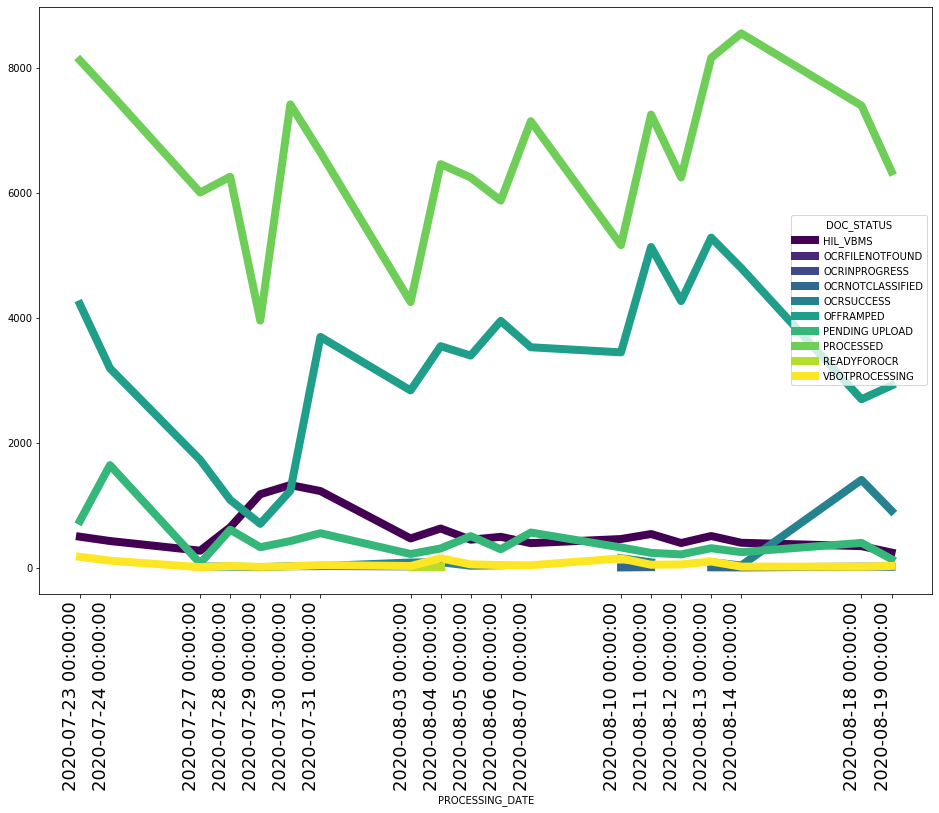 8000
6000
4000
2000
0
DOC_STATUS
HIL_VBMS
OCRFILENOTFOUND
OCRINPROGRESS
OCRNOTCLASSIFIED
OCRSUCCESS
OFFRAMPED
PENDING UPLOAD
PROCESSED
READYFOROCR
VBOTPROCESSING
2020-07-23 00:00:00
2020-07-24 00:00:00
2020-07-27 00:00:00
2020-07-28 00:00:00
2020-07-29 00:00:00
2020-07-30 00:00:00
2020-07-31 00:00:00
2020-08-03 00:00:00
2020-08-04 00:00:00
2020-08-05 00:00:00
2020-08-06 00:00:00
2020-08-07 00:00:00
2020-08-10 00:00:00
2020-08-11 00:00:00
2020-08-12 00:00:00
2020-08-13 00:00:00
2020-08-14 00:00:00
2020-08-18 00:00:00
2020-08-19 00:00:00
PROCESSING_DATE